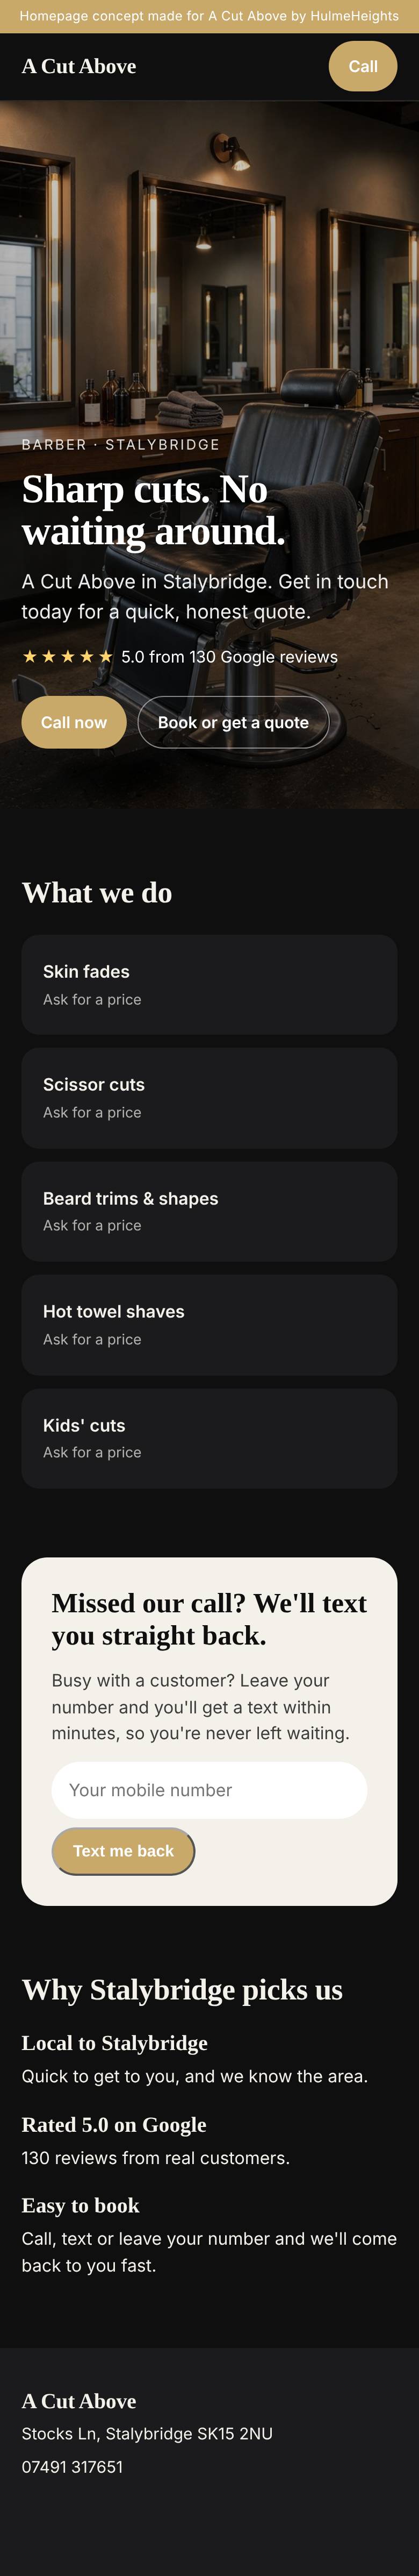 Homepage concept made for A Cut Above by HulmeHeights
A Cut Above
Call
BARBER · STALYBRIDGE
Sharp cuts. No
waiting around.
A Cut Above in Stalybridge. Get in touch
today for a quick, honest quote.
★★★★★ 5.0 from 130 Google reviews
Call now
Book or get a quote
What we do
Skin fades
Ask for a price
Scissor cuts
Ask for a price
Beard trims & shapes
Ask for a price
Hot towel shaves
Ask for a price
Kids' cuts
Ask for a price
Missed our call? We'll text
you straight back.
Busy with a customer? Leave your
number and you'll get a text within
minutes, so you're never left waiting.
Your mobile number
Text me back
Why Stalybridge picks us
Local to Stalybridge
Quick to get to you, and we know the area.
Rated 5.0 on Google
130 reviews from real customers.
Easy to book
Call, text or leave your number and we'll come
back to you fast.
A Cut Above
Stocks Ln, Stalybridge SK15 2NU
07491 317651